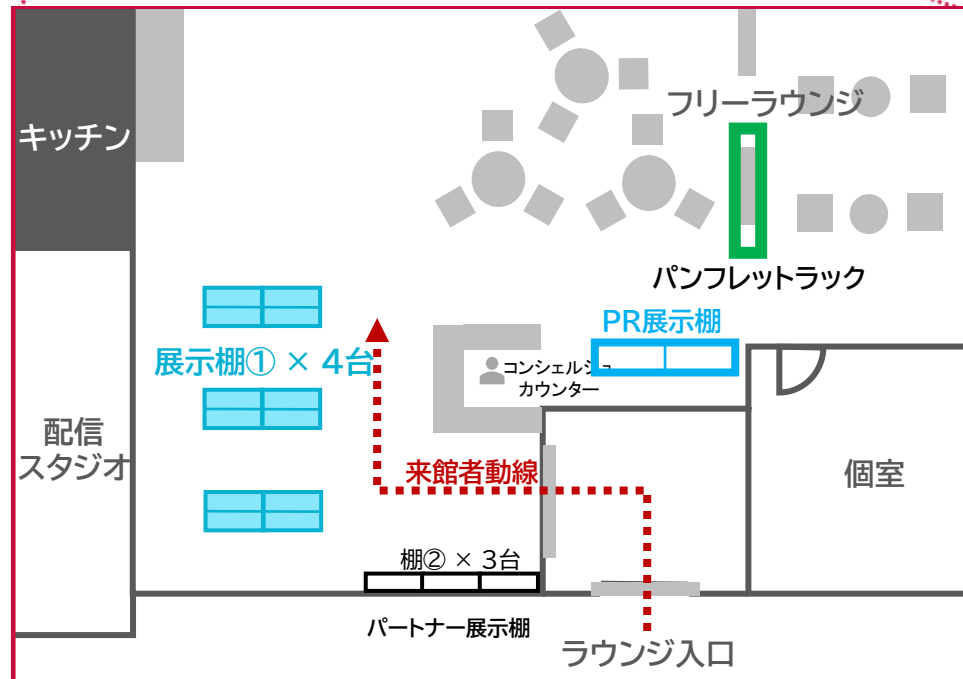 フリーラウンジ
キッチン
パンフレットラック
PR展示棚
展示棚① × 4台
コンシェルジュ
カウンター
配信
スタジオ
来館者動線
個室
棚② × 3台
パートナー展示棚
ラウンジ入口